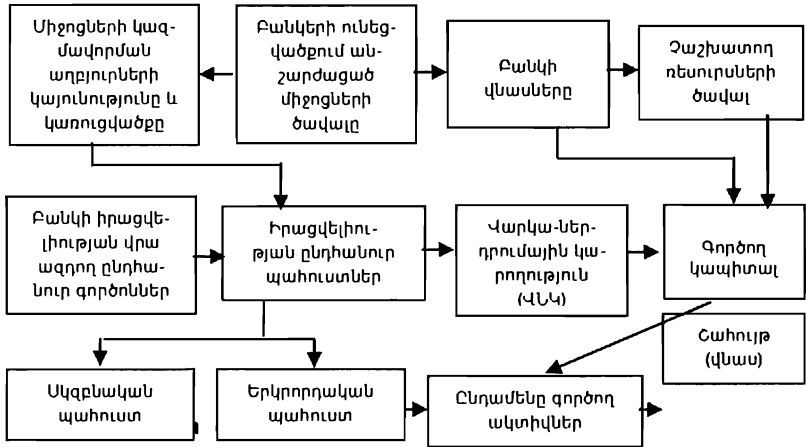 Միջոցների կազ-
մավորման
աղբյուրների
կայունությունը և
կառուցվածքը
Բանկերի ունեց-
վածքում ան-
շարժացած
միջոցների
ծավալը
Բանկի
վնասները
Չաշխատող
ռեսուրսների
ծավալ
Բանկի իրացվե-
լիության վրա
ազդող ընդհա-
նուր գործոններ
Իրացվելիու-
թյան ընդհանուր
պահուստներ
Վարկա-ներ-
դրումային կա-
րողություն
(ՎՆԿ)
Գործող
կապիտալ
Շահույթ
(վնաս)
Սկզբնական
պահուստ
Երկրորդական
պահուստ
Ընդամենը գործող
ակտիվներ